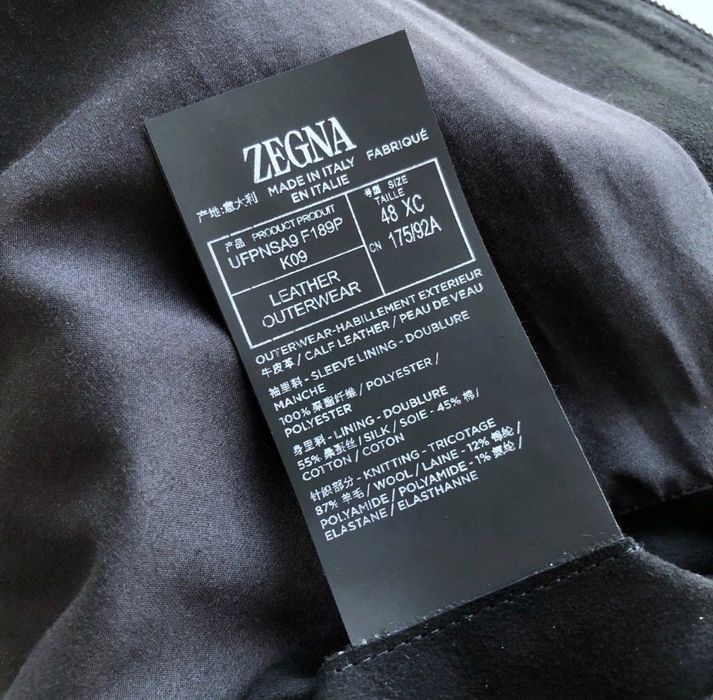 ZEGNA
MADE IN ITALY FABRIQUÉ
产地:意大利 EN ITALIE
产品 PRODUCT PRODUIT
UFPNSA9 F189P
K09
号型 SIZE
TAILLE
48 XC
CN 175/92A
LEATHER
OUTERWEAR
OUTERWEAR-HABILLEMENT EXTERIEUR
牛皮革/ CALF LEATHER / PEAU DE VEAU
袖里料-SLEEVE LINING - DOUBLURE
MANCHE
100% 聚酯纤维/ POLYESTER /
POLYESTER
身里料-LINING - DOUBLURE
55% 桑蚕丝/ SILK / SOIE - 45% 棉/
COTTON / COTON
针织部分- KNITTING - TRICOTAGE
87% 羊毛/ WOOL / LAINE - 12% 锦纶/
POLYAMIDE / POLYAMIDE - 1% 氨纶/
ELASTANE / ELASTHANNE